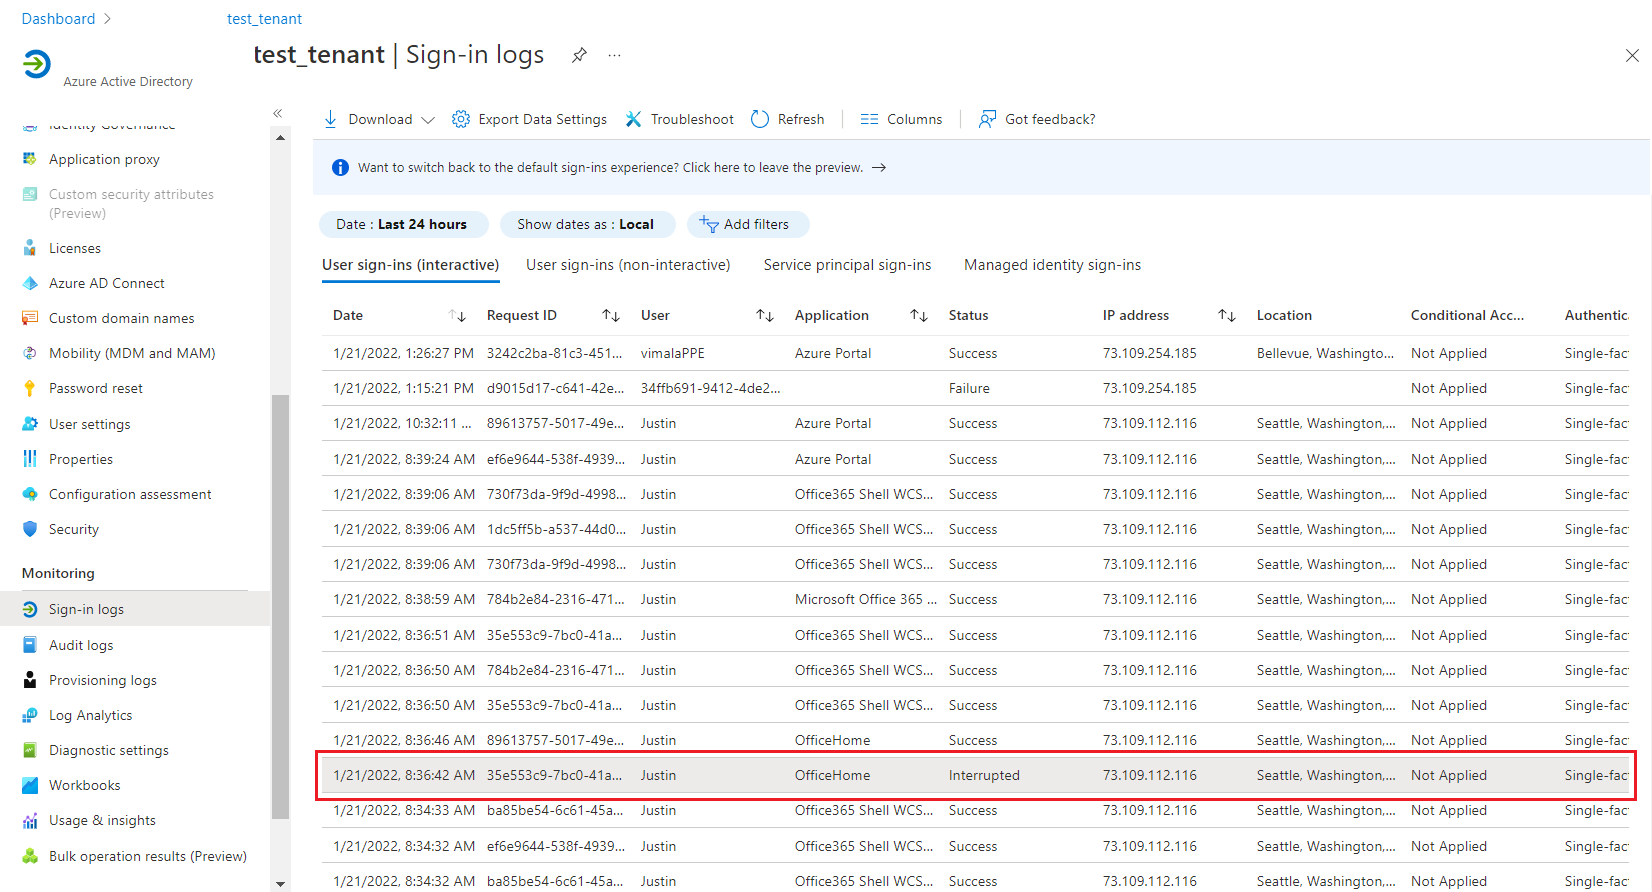 Dashboard >
test_tenant
test_tenant | Sign-in logs
...
Azure Active Directory
«
Identity Governance
Application proxy
Custom security attributes
(Preview)
Licenses
Azure AD Connect
Custom domain names
Mobility (MDM and MAM)
Password reset
User settings
Properties
Configuration assessment
Security
Monitoring
Sign-in logs
Audit logs
Provisioning logs
Log Analytics
Diagnostic settings
Workbooks
Usage & insights
Bulk operation results (Preview)
Download Export Data Settings Troubleshoot Refresh Columns Got feedback?
Want to switch back to the default sign-ins experience? Click here to leave the preview. →
Date : Last 24 hours Show dates as : Local Add filters
User sign-ins (interactive) User sign-ins (non-interactive) Service principal sign-ins Managed identity sign-ins
Date Request ID User Application Status IP address Location Conditional Acc... Authentica
1/21/2022, 1:26:27 PM 3242c2ba-81c3-451... vimalaPPE Azure Portal Success 73.109.254.185 Bellevue, Washingto... Not Applied Single-fac
1/21/2022, 1:15:21 PM d9015d17-c641-42e... 34ffb691-9412-4de2... Failure 73.109.254.185 Not Applied Single-fac
1/21/2022, 10:32:11 ... 89613757-5017-49e... Justin Azure Portal Success 73.109.112.116 Seattle, Washington,... Not Applied Single-fac
1/21/2022, 8:39:24 AM ef6e9644-538f-4939... Justin Azure Portal Success 73.109.112.116 Seattle, Washington,... Not Applied Single-fac
1/21/2022, 8:39:06 AM 730f73da-9f9d-4998... Justin Office365 Shell WCS... Success 73.109.112.116 Seattle, Washington,... Not Applied Single-fac
1/21/2022, 8:39:06 AM 1dc5ff5b-a537-44d0... Justin Office365 Shell WCS... Success 73.109.112.116 Seattle, Washington,... Not Applied Single-fac
1/21/2022, 8:39:06 AM 730f73da-9f9d-4998... Justin Office365 Shell WCS... Success 73.109.112.116 Seattle, Washington,... Not Applied Single-fac
1/21/2022, 8:38:59 AM 784b2e84-2316-471... Justin Microsoft Office 365 ... Success 73.109.112.116 Seattle, Washington,... Not Applied Single-fac
1/21/2022, 8:36:51 AM 35e553c9-7bc0-41a... Justin Office365 Shell WCS... Success 73.109.112.116 Seattle, Washington,... Not Applied Single-fac
1/21/2022, 8:36:50 AM 784b2e84-2316-471... Justin Office365 Shell WCS... Success 73.109.112.116 Seattle, Washington,... Not Applied Single-fac
1/21/2022, 8:36:50 AM 35e553c9-7bc0-41a... Justin Office365 Shell WCS... Success 73.109.112.116 Seattle, Washington,... Not Applied Single-fac
1/21/2022, 8:36:46 AM 89613757-5017-49e... Justin OfficeHome Success 73.109.112.116 Seattle, Washington,... Not Applied Single-fac
1/21/2022, 8:36:42 AM 35e553c9-7bc0-41a... Justin OfficeHome Interrupted 73.109.112.116 Seattle, Washington,... Not Applied Single-fac
1/21/2022, 8:34:33 AM ba85be54-6c61-45a... Justin Office365 Shell WCS... Success 73.109.112.116 Seattle, Washington,... Not Applied Single-fac
1/21/2022, 8:34:32 AM ef6e9644-538f-4939... Justin Office365 Shell WCS... Success 73.109.112.116 Seattle, Washington,... Not Applied Single-fac
1/21/2022, 8:34:32 AM ba85be54-6c61-45a... Justin Office365 Shell WCS... Success 73.109.112.116 Seattle, Washington,... Not Applied Single-fac